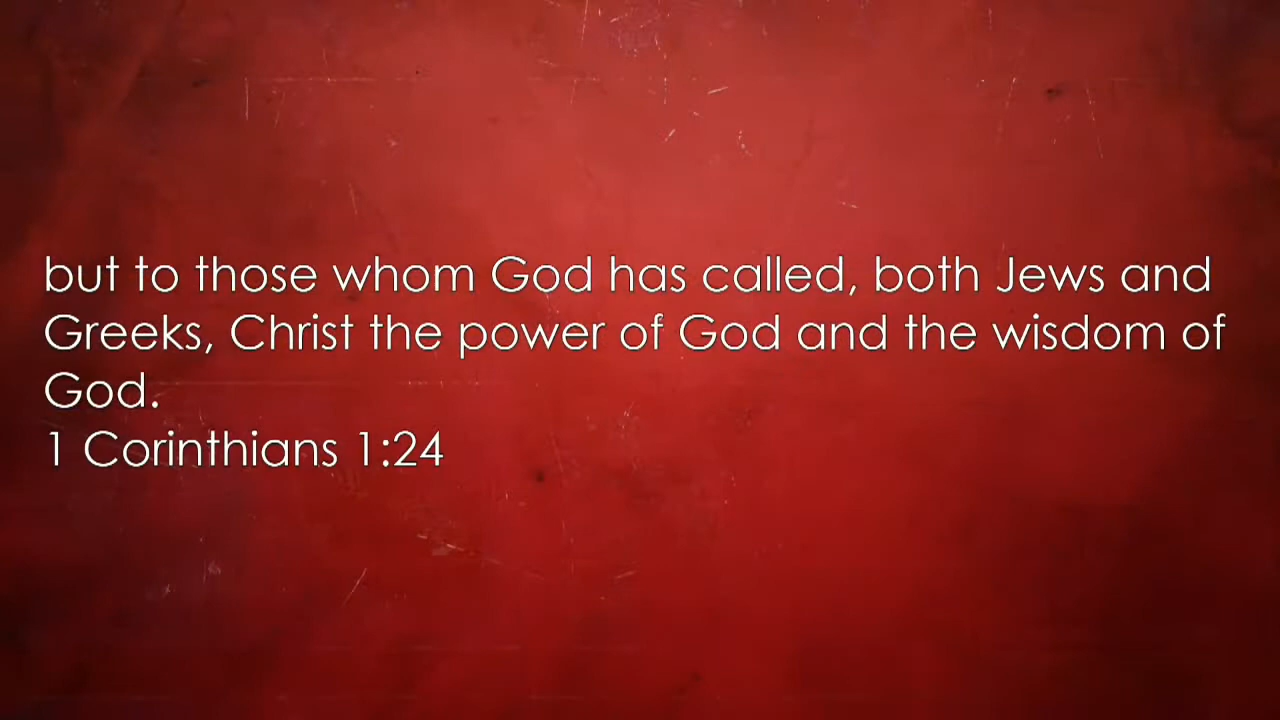 but to those whom God has called, both Jews and
Greeks, Christ the power of God and the wisdom of
God.
1 Corinthians 1:24